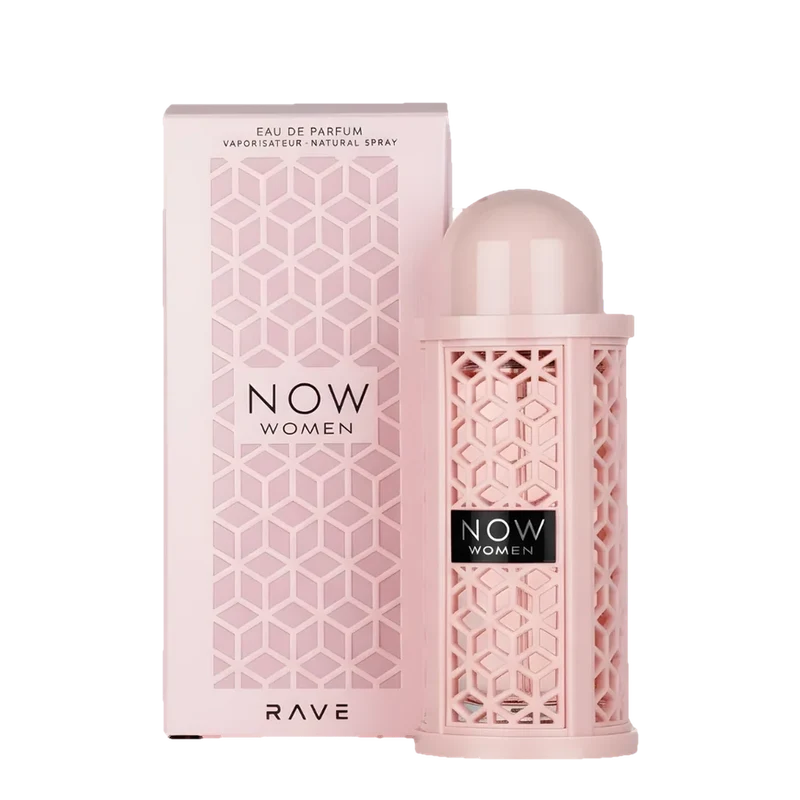 EAU DE PARFUM
VAPORISATEUR · NATURAL SPRAY
NOW
WOMEN
RAVE
NOW
WOMEN